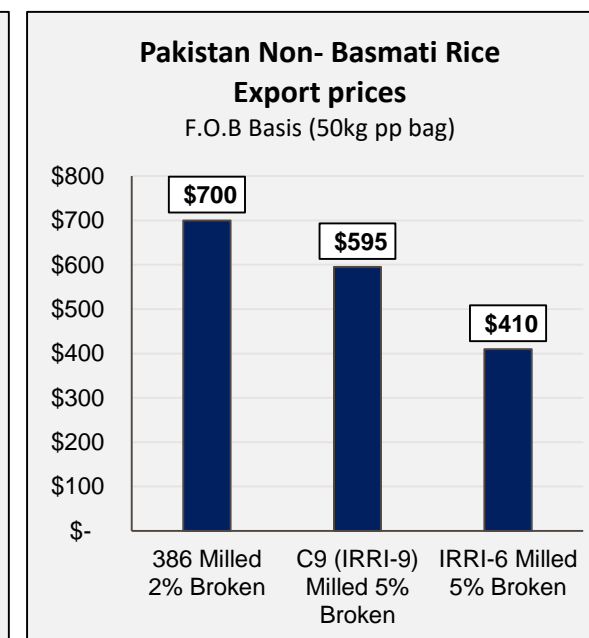 Pakistan Non- Basmati Rice
Export prices
F.O.B Basis (50kg pp bag)
$800
$700
$600
$500
$400
$300
$200
$100
$-
$700
$595
$410
386 Milled
2% Broken
C9 (IRRI-9)
Milled 5%
Broken
IRRI-6 Milled
5% Broken